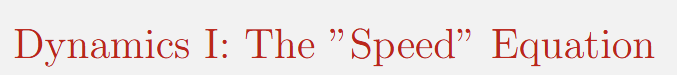 Dynamics I: The ”Speed” Equation